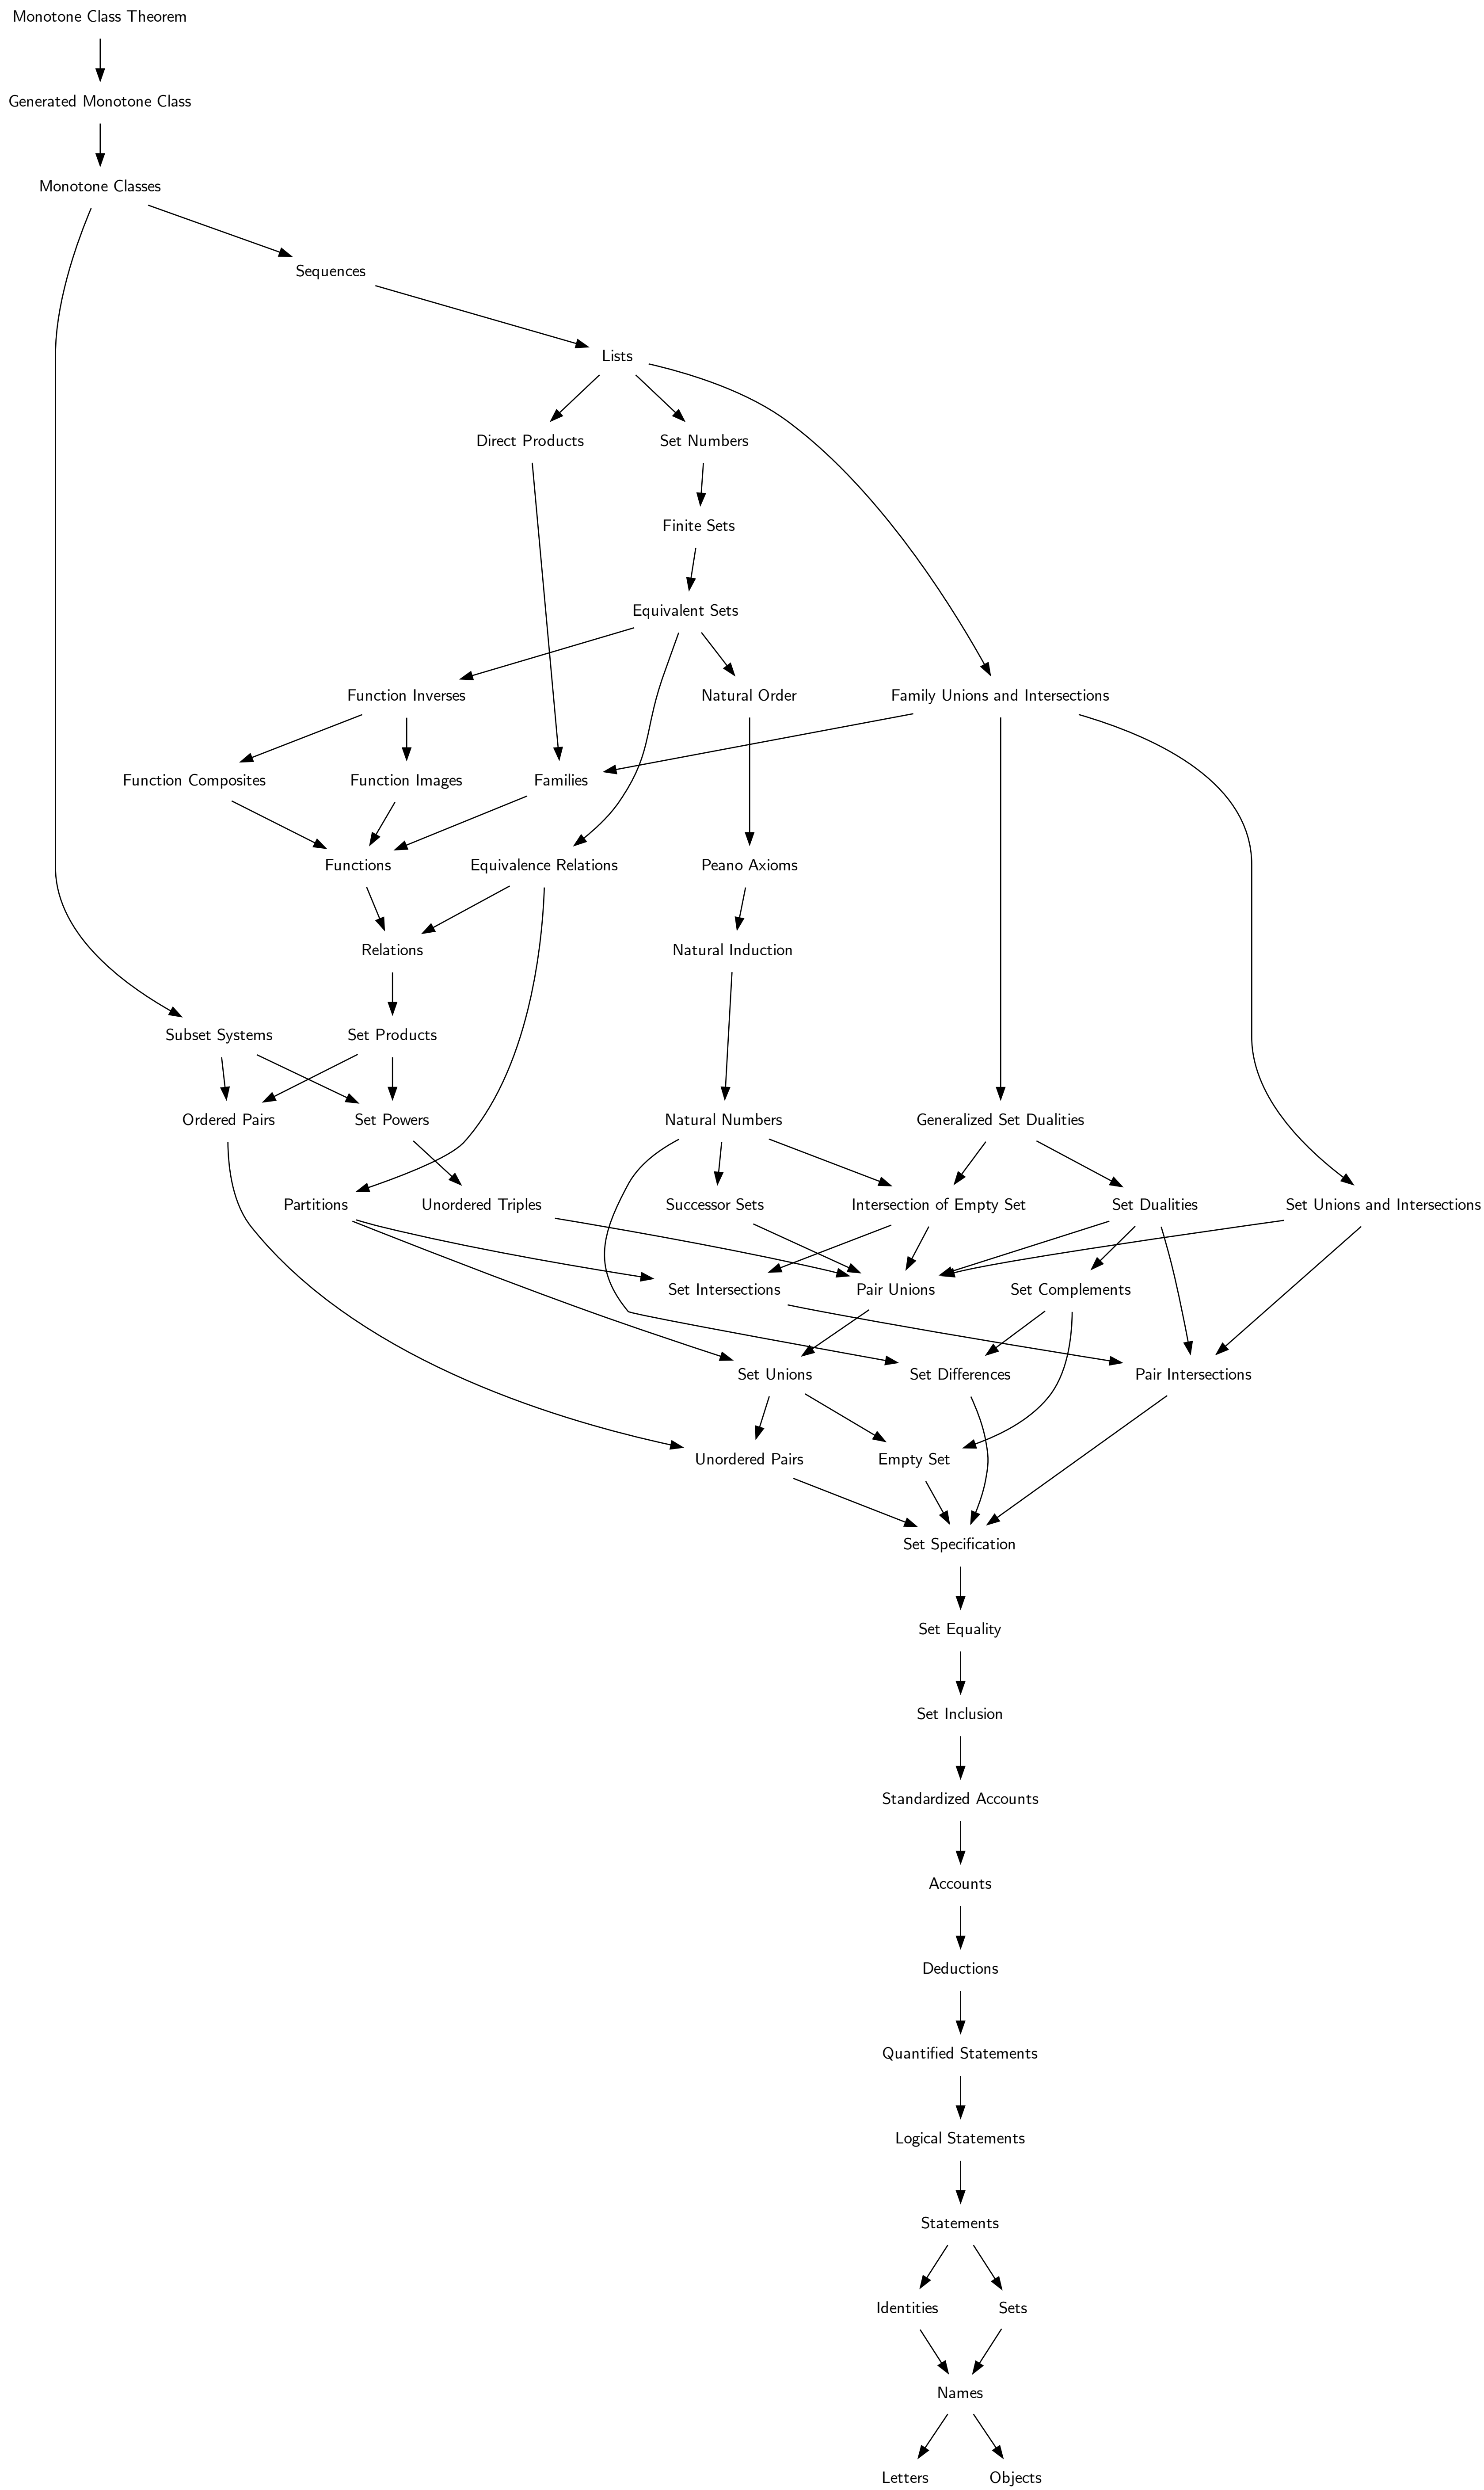 Monotone Class Theorem
Generated Monotone Class
Monotone Classes
Sequences
Lists
Direct Products
Set Numbers
Finite Sets
Equivalent Sets
Function Inverses
Natural Order
Family Unions and Intersections
Function Composites
Function Images
Families
Functions
Equivalence Relations
Peano Axioms
Relations
Natural Induction
Subset Systems
Set Products
Ordered Pairs
Set Powers
Natural Numbers
Generalized Set Dualities
Partitions
Unordered Triples
Successor Sets
Intersection of Empty Set
Set Dualities
Set Unions and Intersections
Set Intersections
Pair Unions
Set Complements
Set Unions
Set Differences
Pair Intersections
Unordered Pairs
Empty Set
Set Specification
Set Equality
Set Inclusion
Standardized Accounts
Accounts
Deductions
Quantified Statements
Logical Statements
Statements
Identities
Sets
Names
Letters
Objects